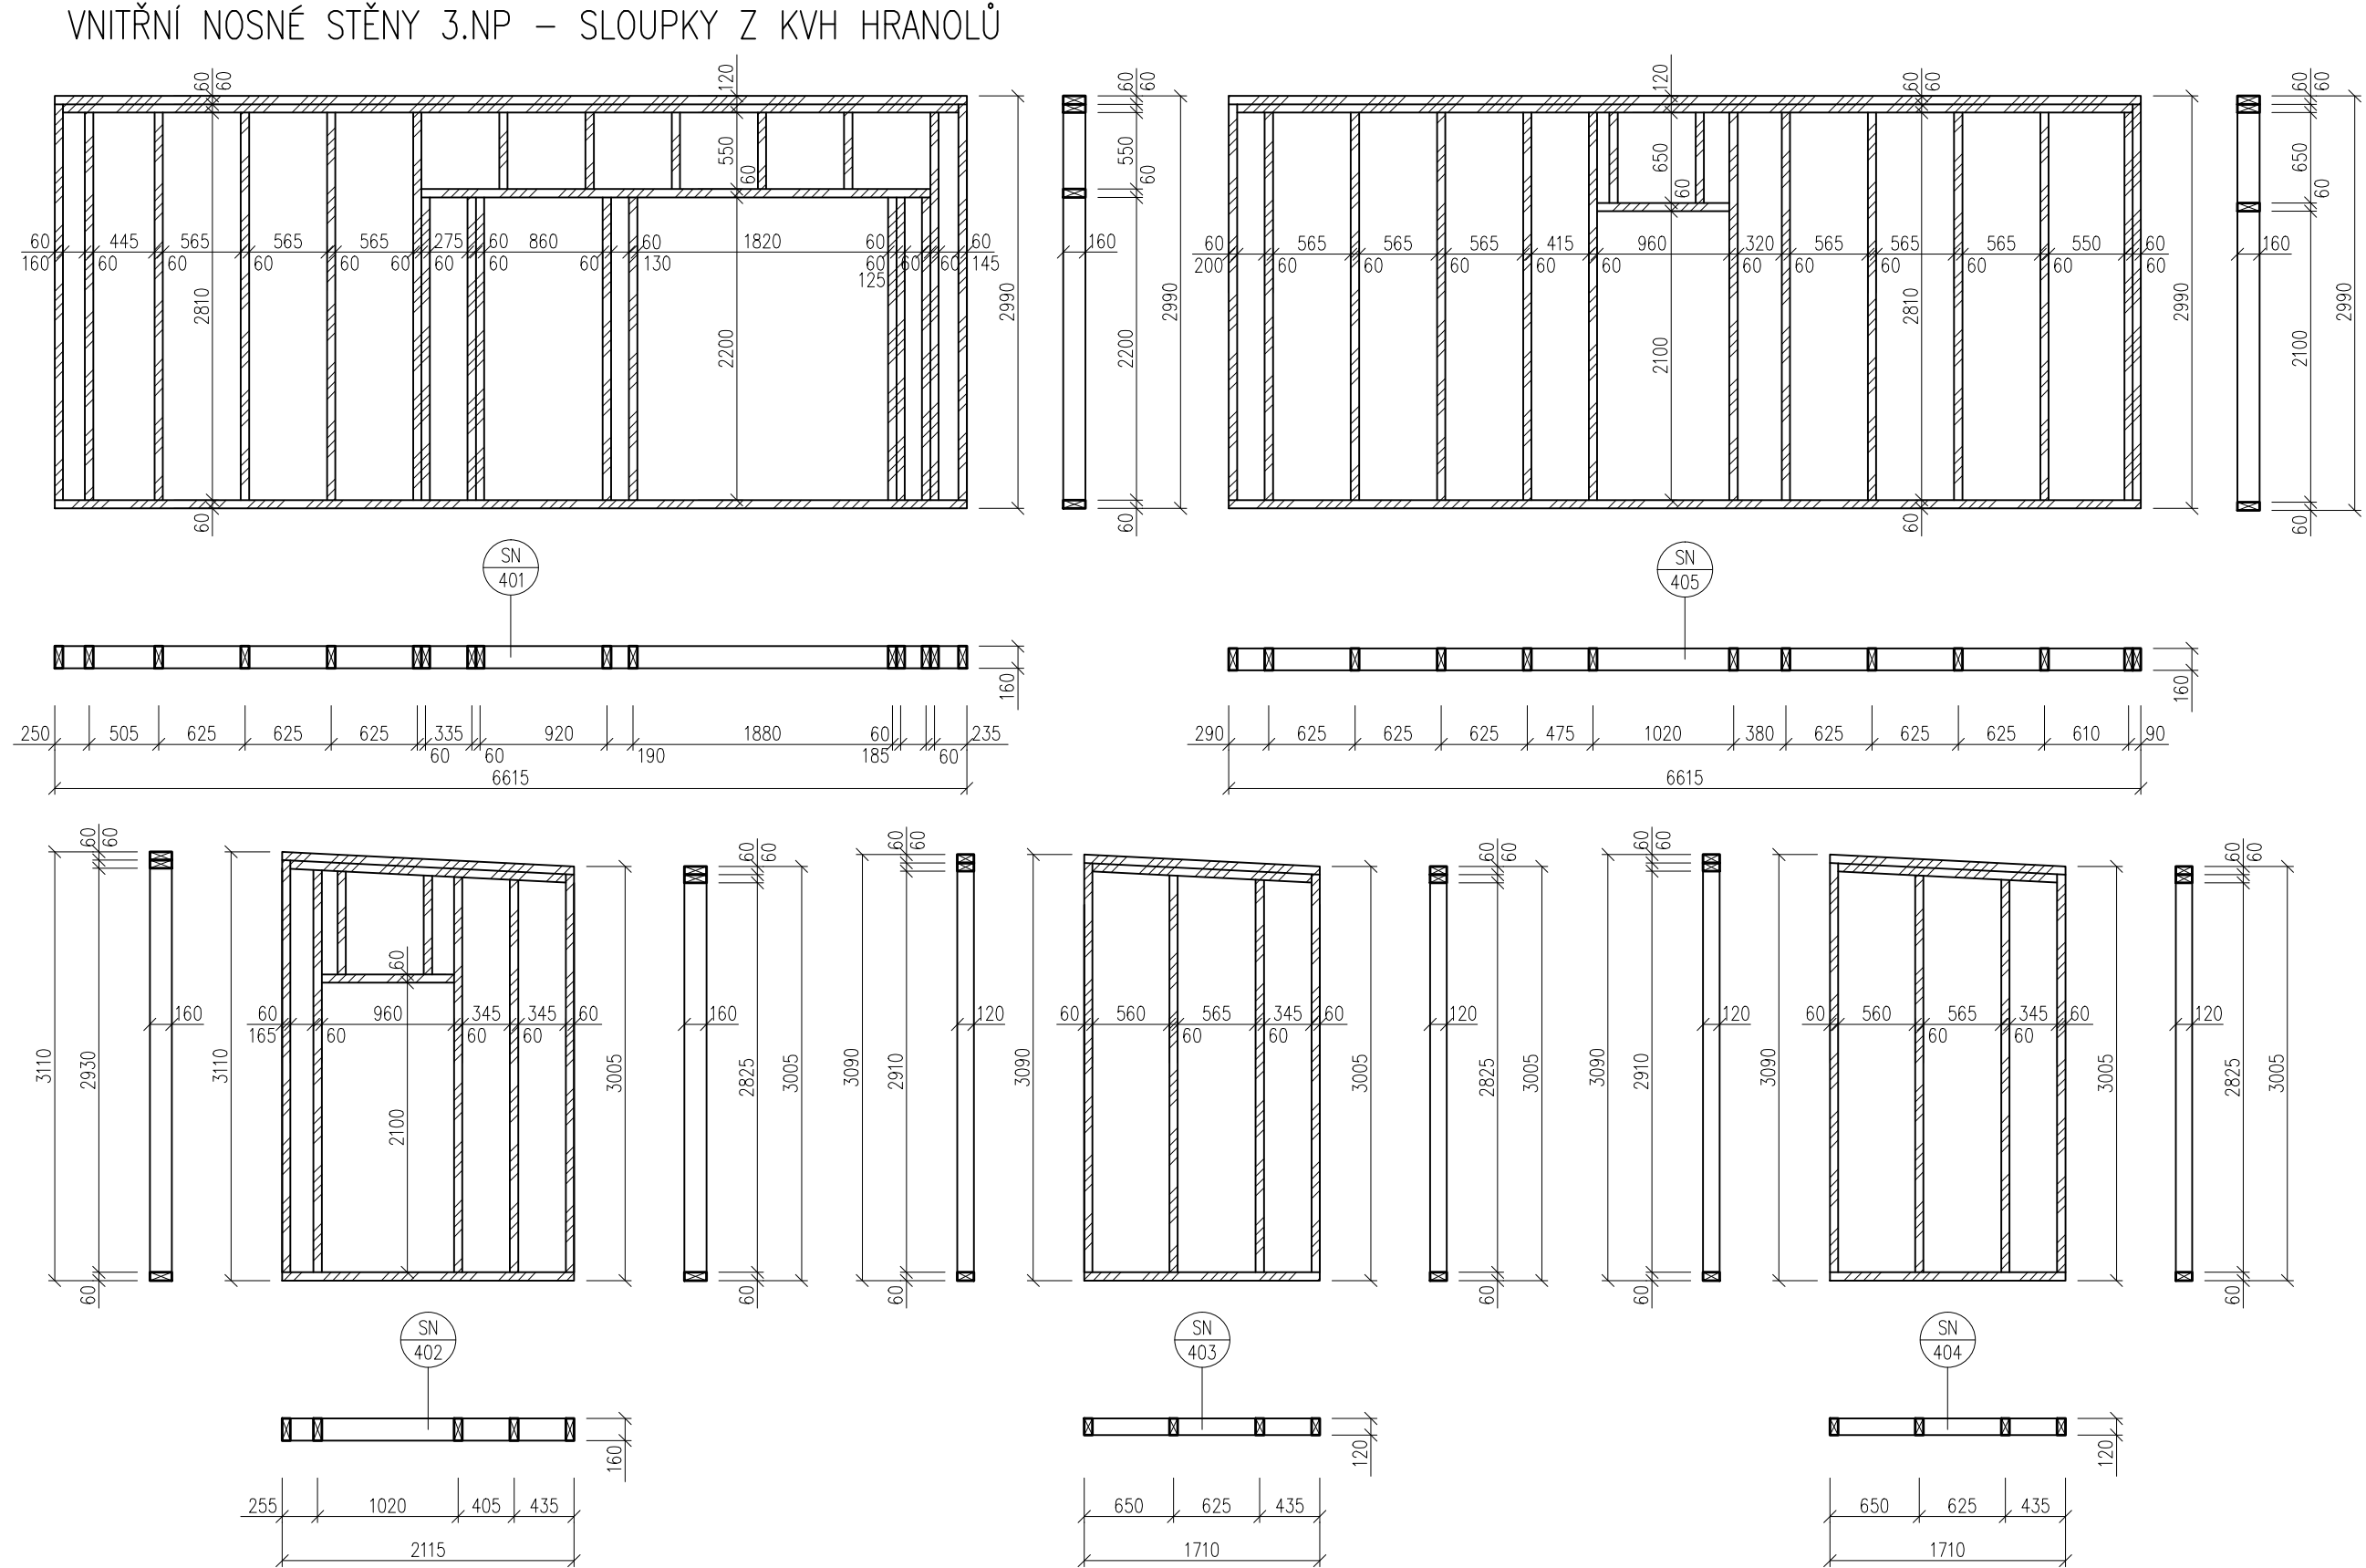 VNITŘNÍ NOSNÉ STĚNY 3.NP – SLOUPKY Z KVH HRANOLŮ
60 60 120 60 60 120 60 60 60 60
550 60 550 60 650 60 650 60
60 445 565 565 565 275 60 860 60 1820 60 60 160 60 565 565 565 415 960 320 565 565 565 550 60 160
160 60 60 60 60 60 60 60 60 130 60 60 60 145 200 60 60 60 60 60 60 60 60 60 60 60
125
2810 2200 2990 2200 2990 2100 2810 2990 2100 2990
60 60 60 60
SN
401
SN
405
160 160
250 505 625 625 625 335 920 1880 60 235 290 625 625 625 475 1020 380 625 625 625 610 90
60 60 190 185 60
6615 6615
60 60 60 60 60 60 60 60 60 60 60 60
60
160 60 960 345 345 60 160 120 60 560 565 345 60 120 120 60 560 565 345 60 120
165 60 60 60 60 60 60 60
3110 2930 3110 2100 3005 2825 3005 3090 2910 3090 3005 2825 3005 3090 2910 3090 3005 2825 3005
60 60 60 60 60 60
SN
402
SN
403
SN
404
160 120 120
255 1020 405 435 650 625 435 650 625 435
2115 1710 1710